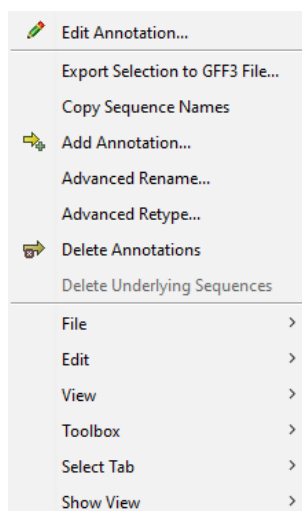 Edit Annotation...
Export Selection to GFF3 File...
Copy Sequence Names
Add Annotation...
Advanced Rename...
Advanced Retype...
Delete Annotations
Delete Underlying Sequences
File
Edit
View
Toolbox
Select Tab
Show View